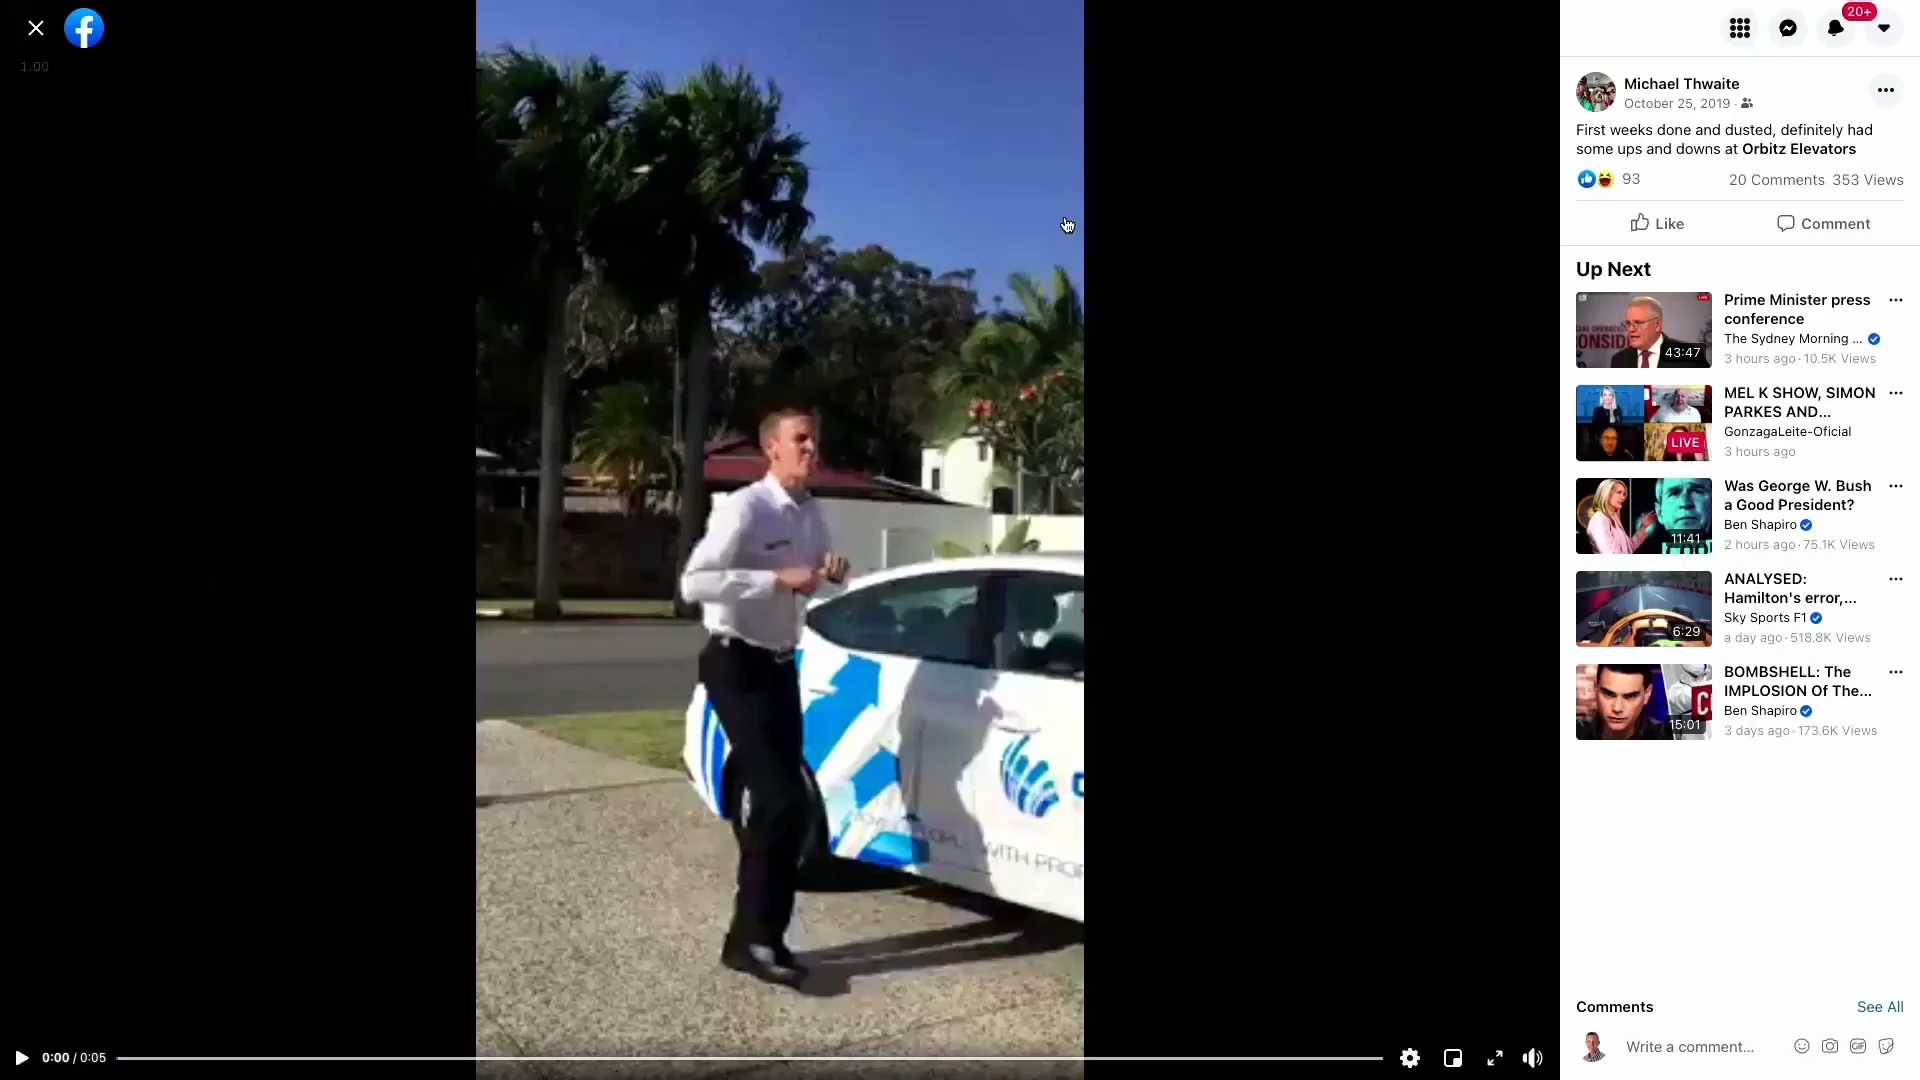 20+
1.00
Michael Thwaite
October 25, 2019 ·
First weeks done and dusted, definitely had
some ups and downs at Orbitz Elevators
93
20 Comments 353 Views
Like
Comment
Up Next
Prime Minister press
conference
The Sydney Morning ...
3 hours ago · 10.5K Views
43:47
MEL K SHOW, SIMON
PARKES AND...
GonzagaLeite-Oficial
3 hours ago
LIVE
Was George W. Bush
a Good President?
Ben Shapiro
2 hours ago · 75.1K Views
11:41
ANALYSED:
Hamilton's error,...
Sky Sports F1
a day ago · 518.8K Views
6:29
BOMBSHELL: The
IMPLOSION Of The...
Ben Shapiro
3 days ago · 173.6K Views
15:01
WITH
Comments
See All
Write a comment...
GIF
0:00 / 0:05